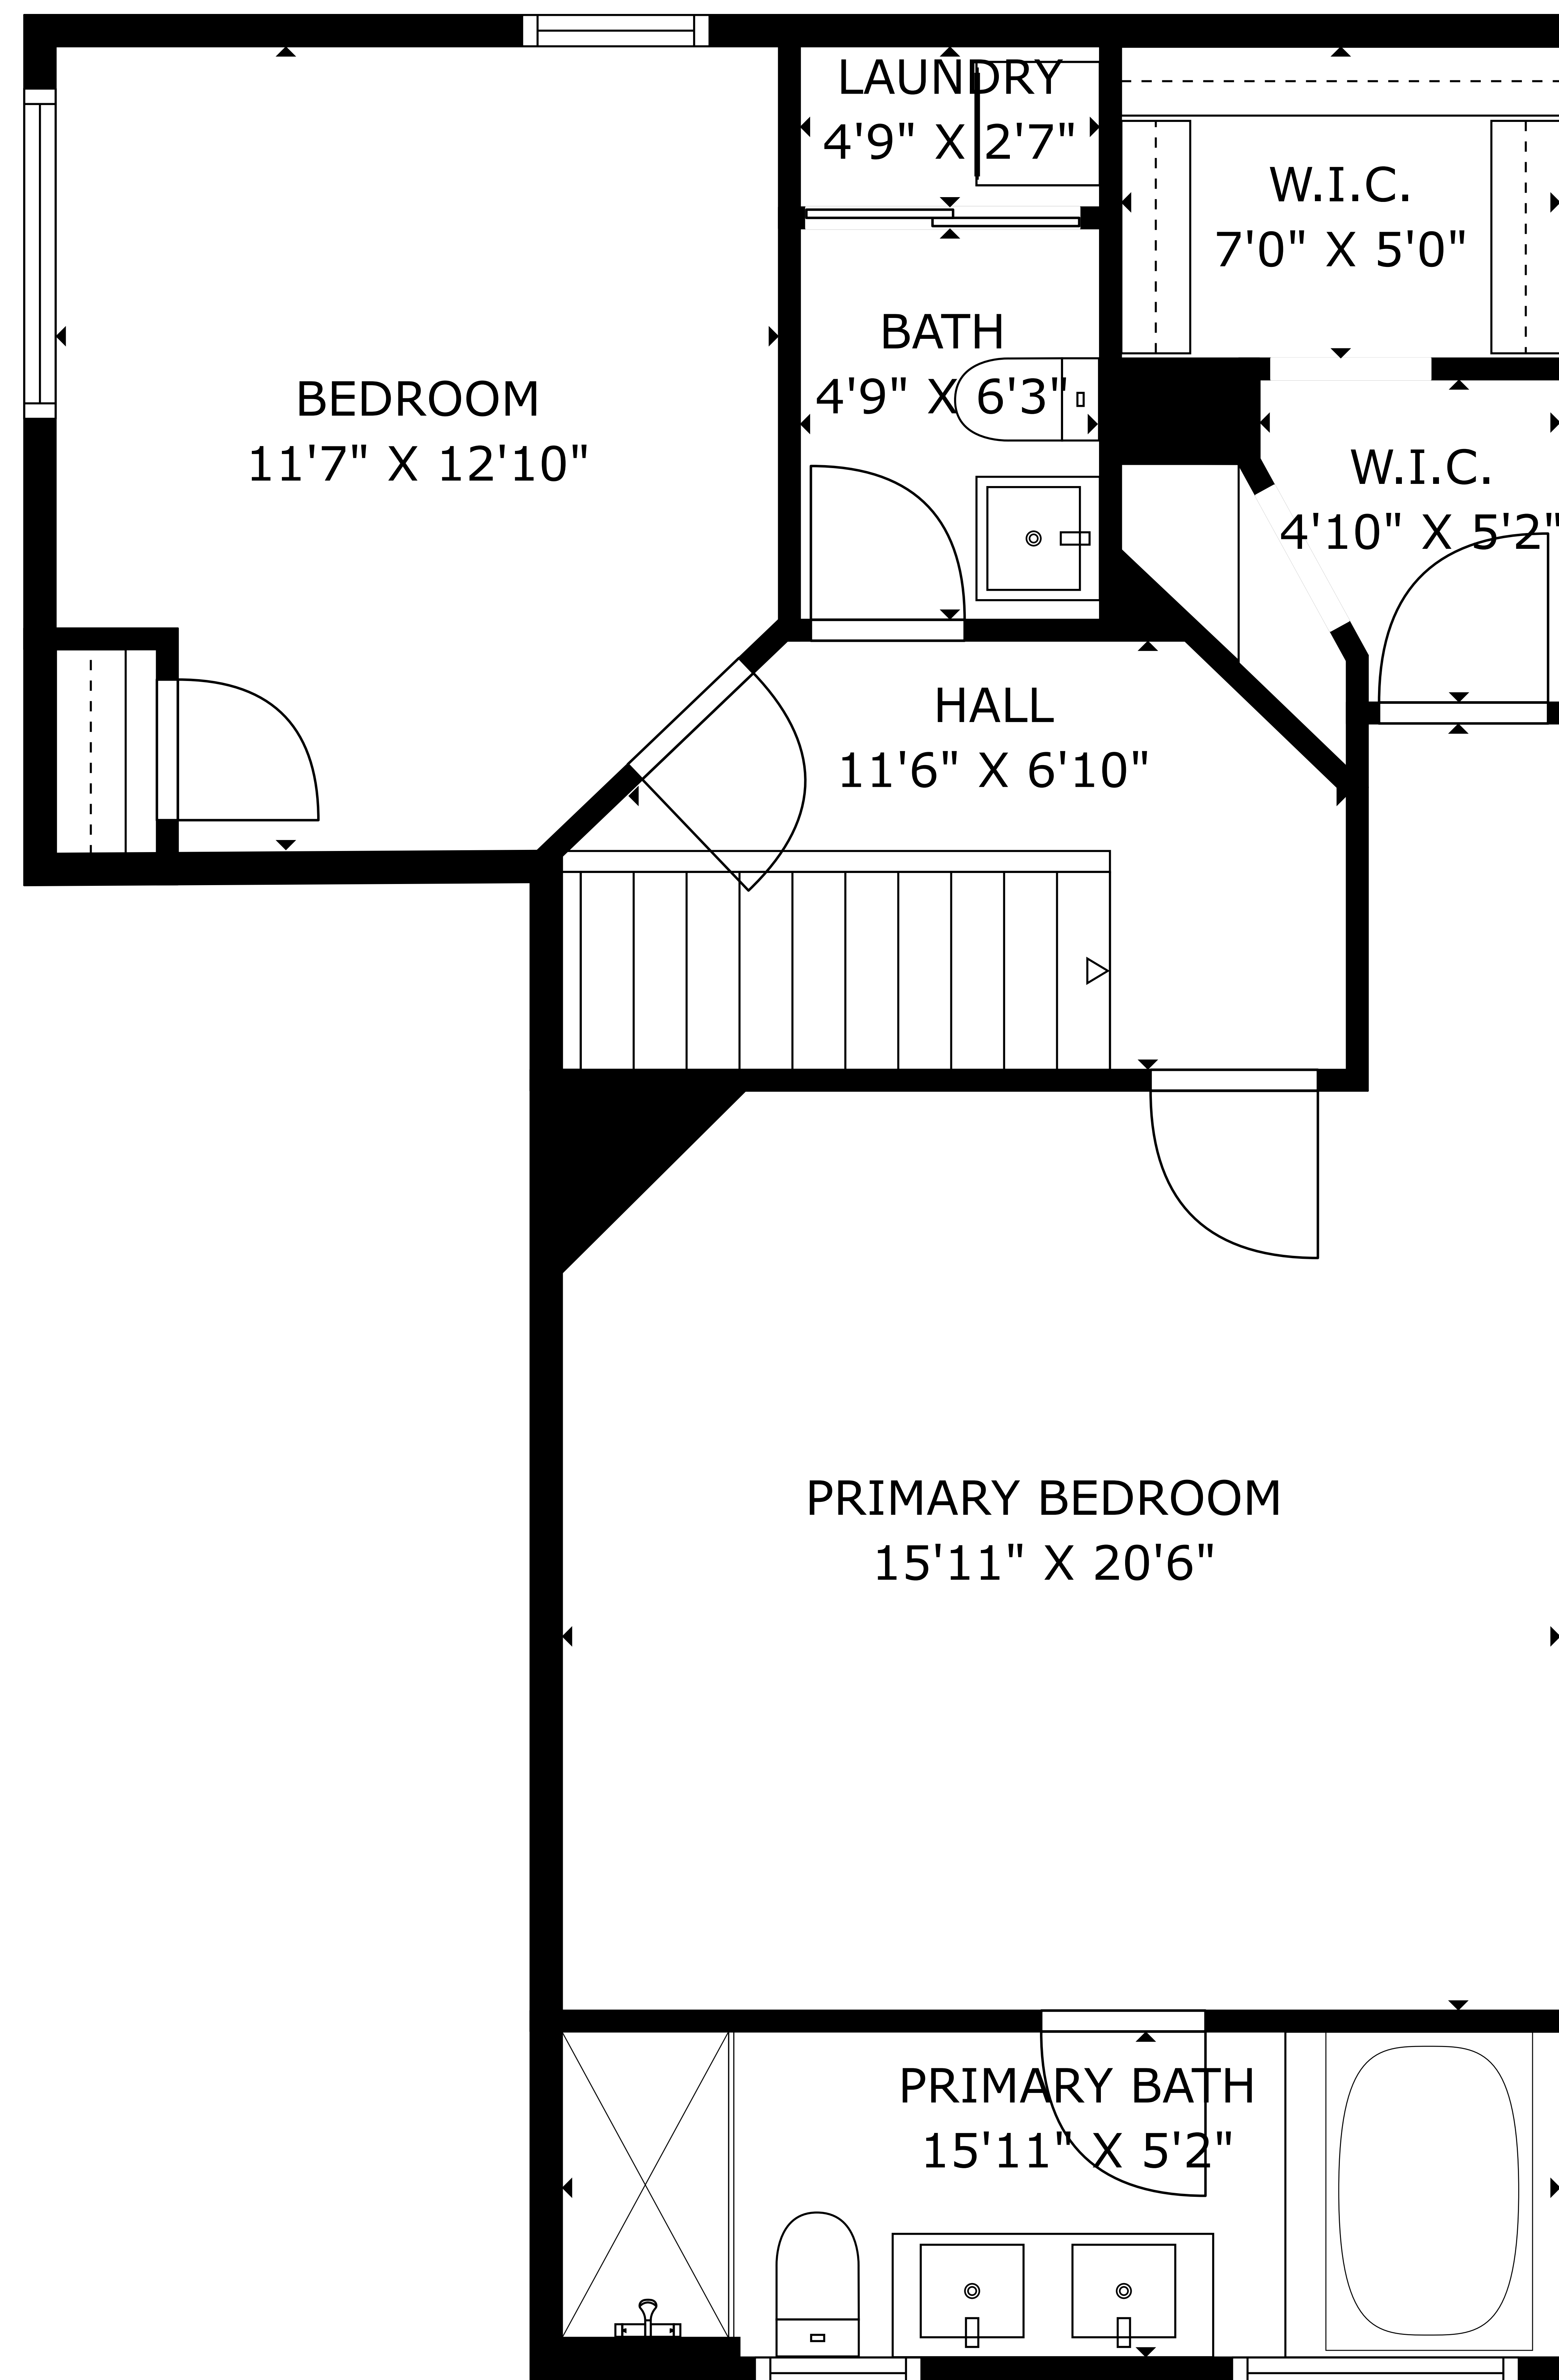 LAUNDRY
4'9" X 2'7"
W.I.C.
7'0" X 5'0"
BATH
4'9" X 6'3"
BEDROOM
11'7" X 12'10"
W.I.C.
4'10" X 5'2"
HALL
11'6" X 6'10"
PRIMARY BEDROOM
15'11" X 20'6"
PRIMARY BATH
15'11" X 5'2"